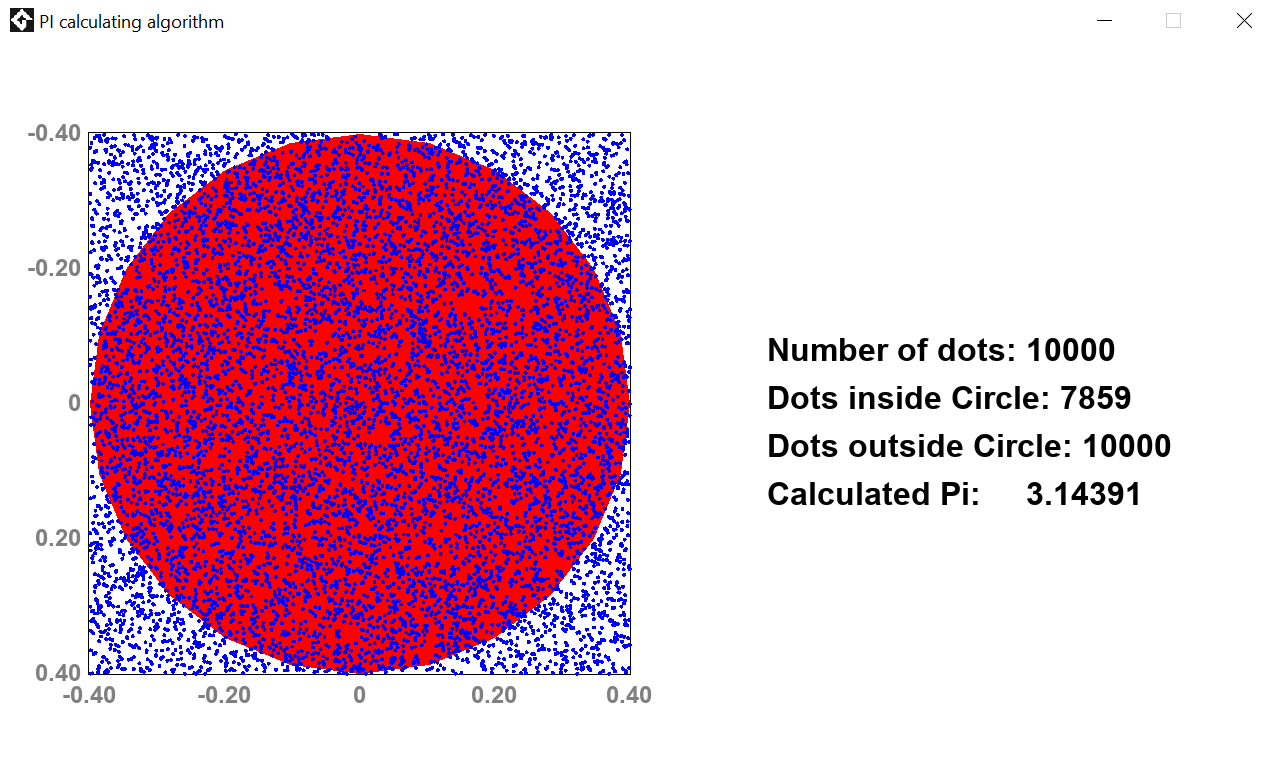 PI calculating algorithm
-0.40
-0.20
0
0.20
0.40
-0.40 -0.20 0 0.20 0.40
Number of dots: 10000
Dots inside Circle: 7859
Dots outside Circle: 10000
Calculated Pi: 3.14391